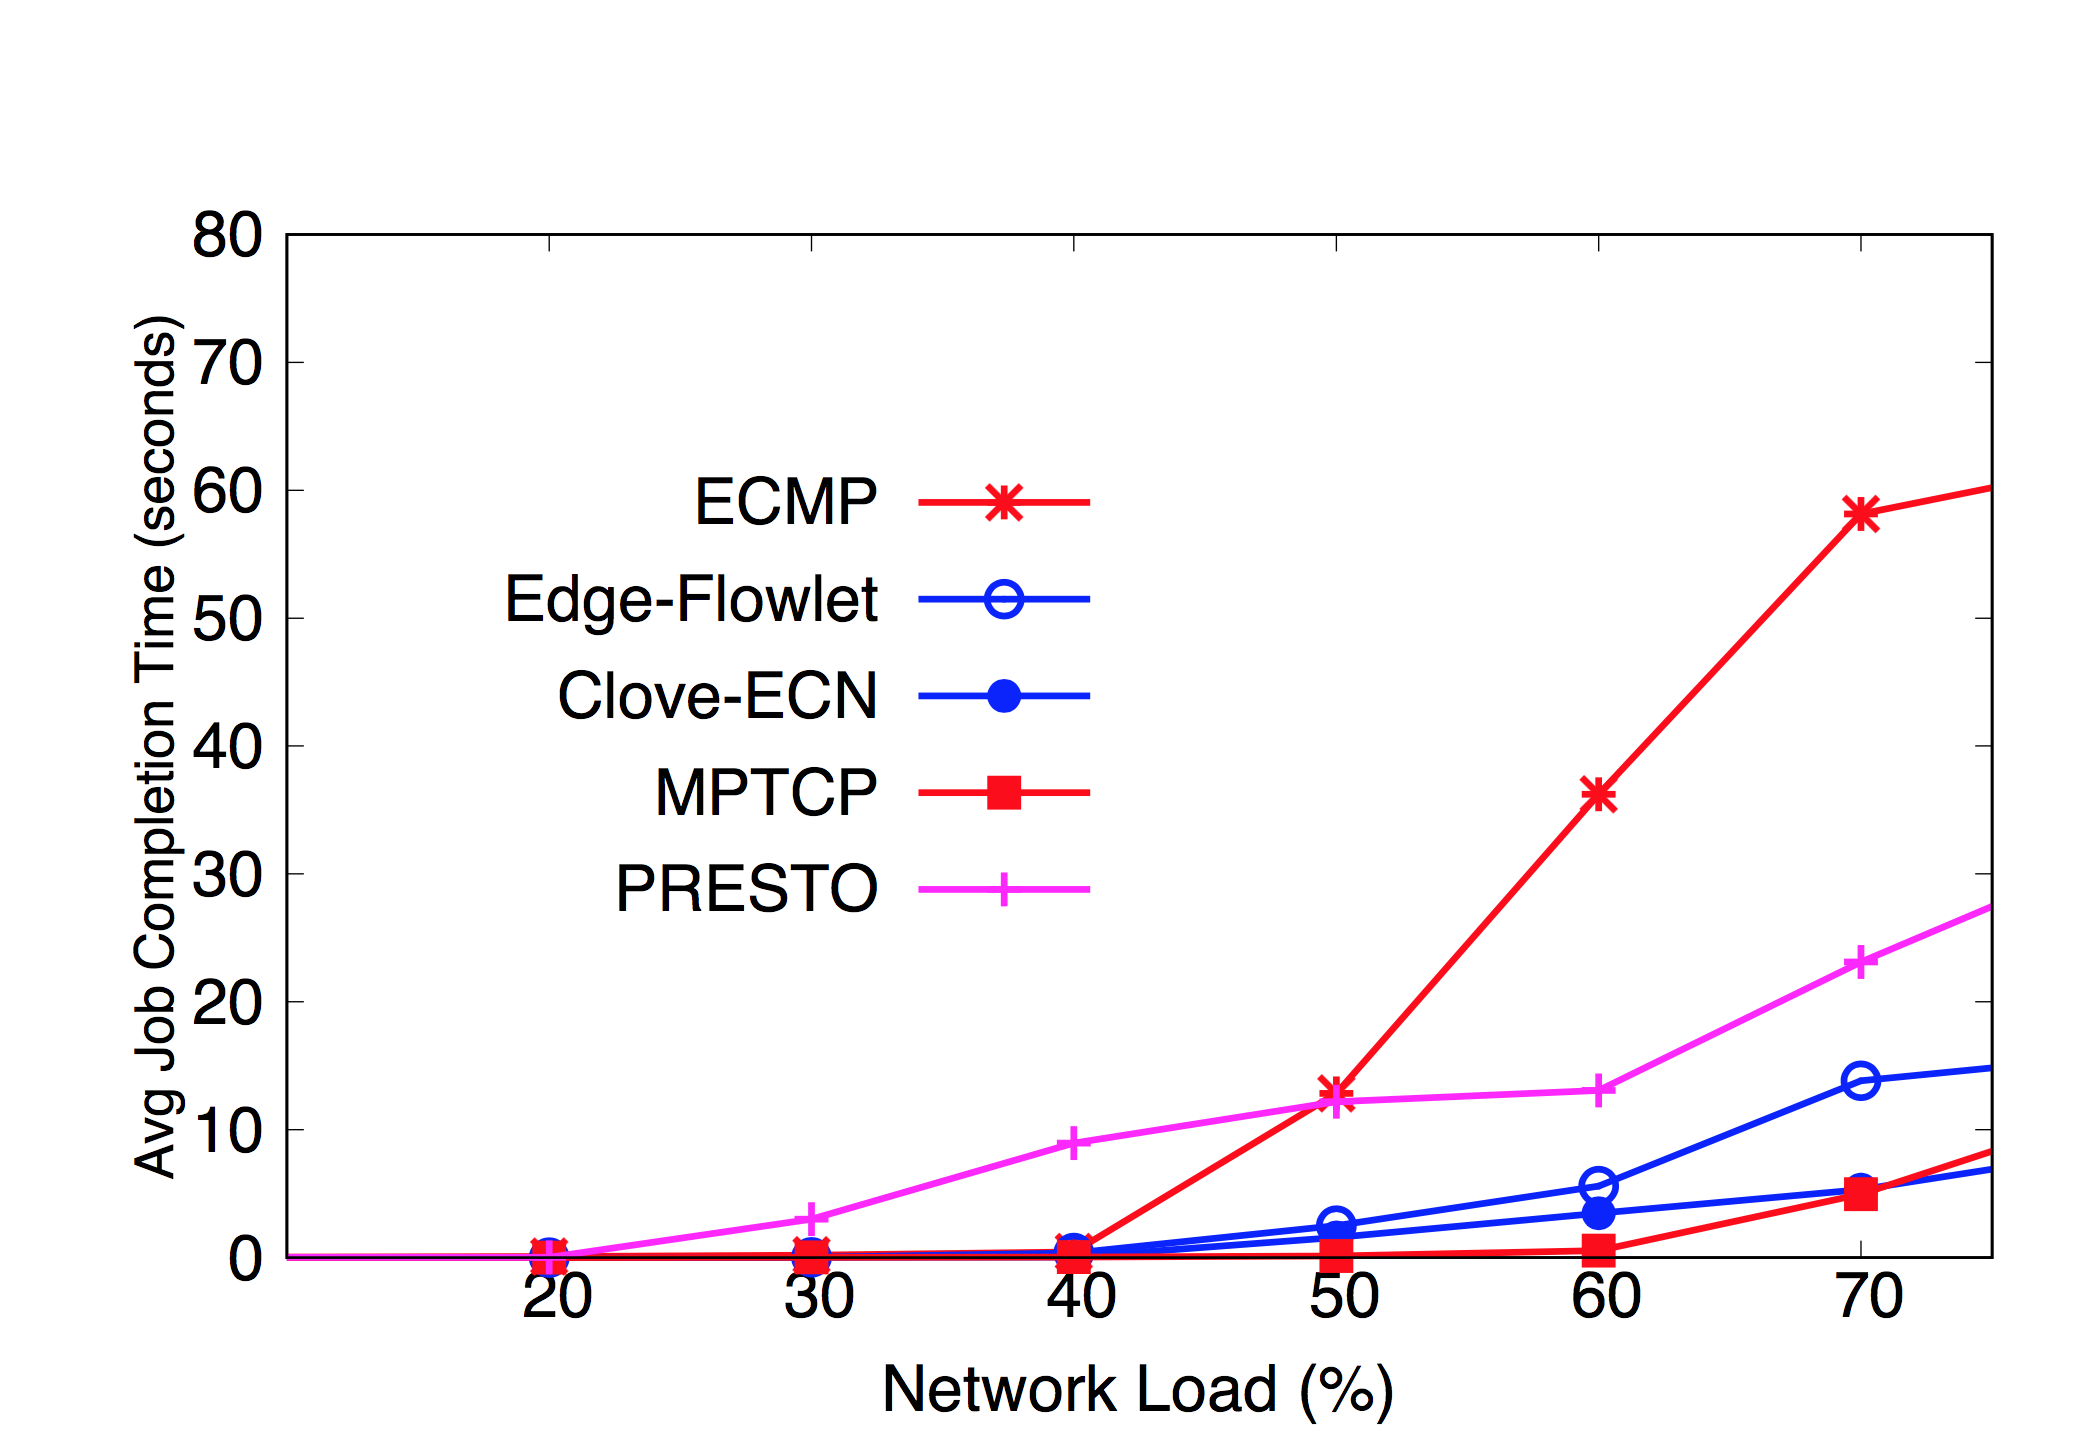 80
70
60
50
40
30
20
10
0
Avg Job Completion Time (seconds)
ECMP
Edge-Flowlet
Clove-ECN
MPTCP
PRESTO
20 30 40 50 60 70
Network Load (%)